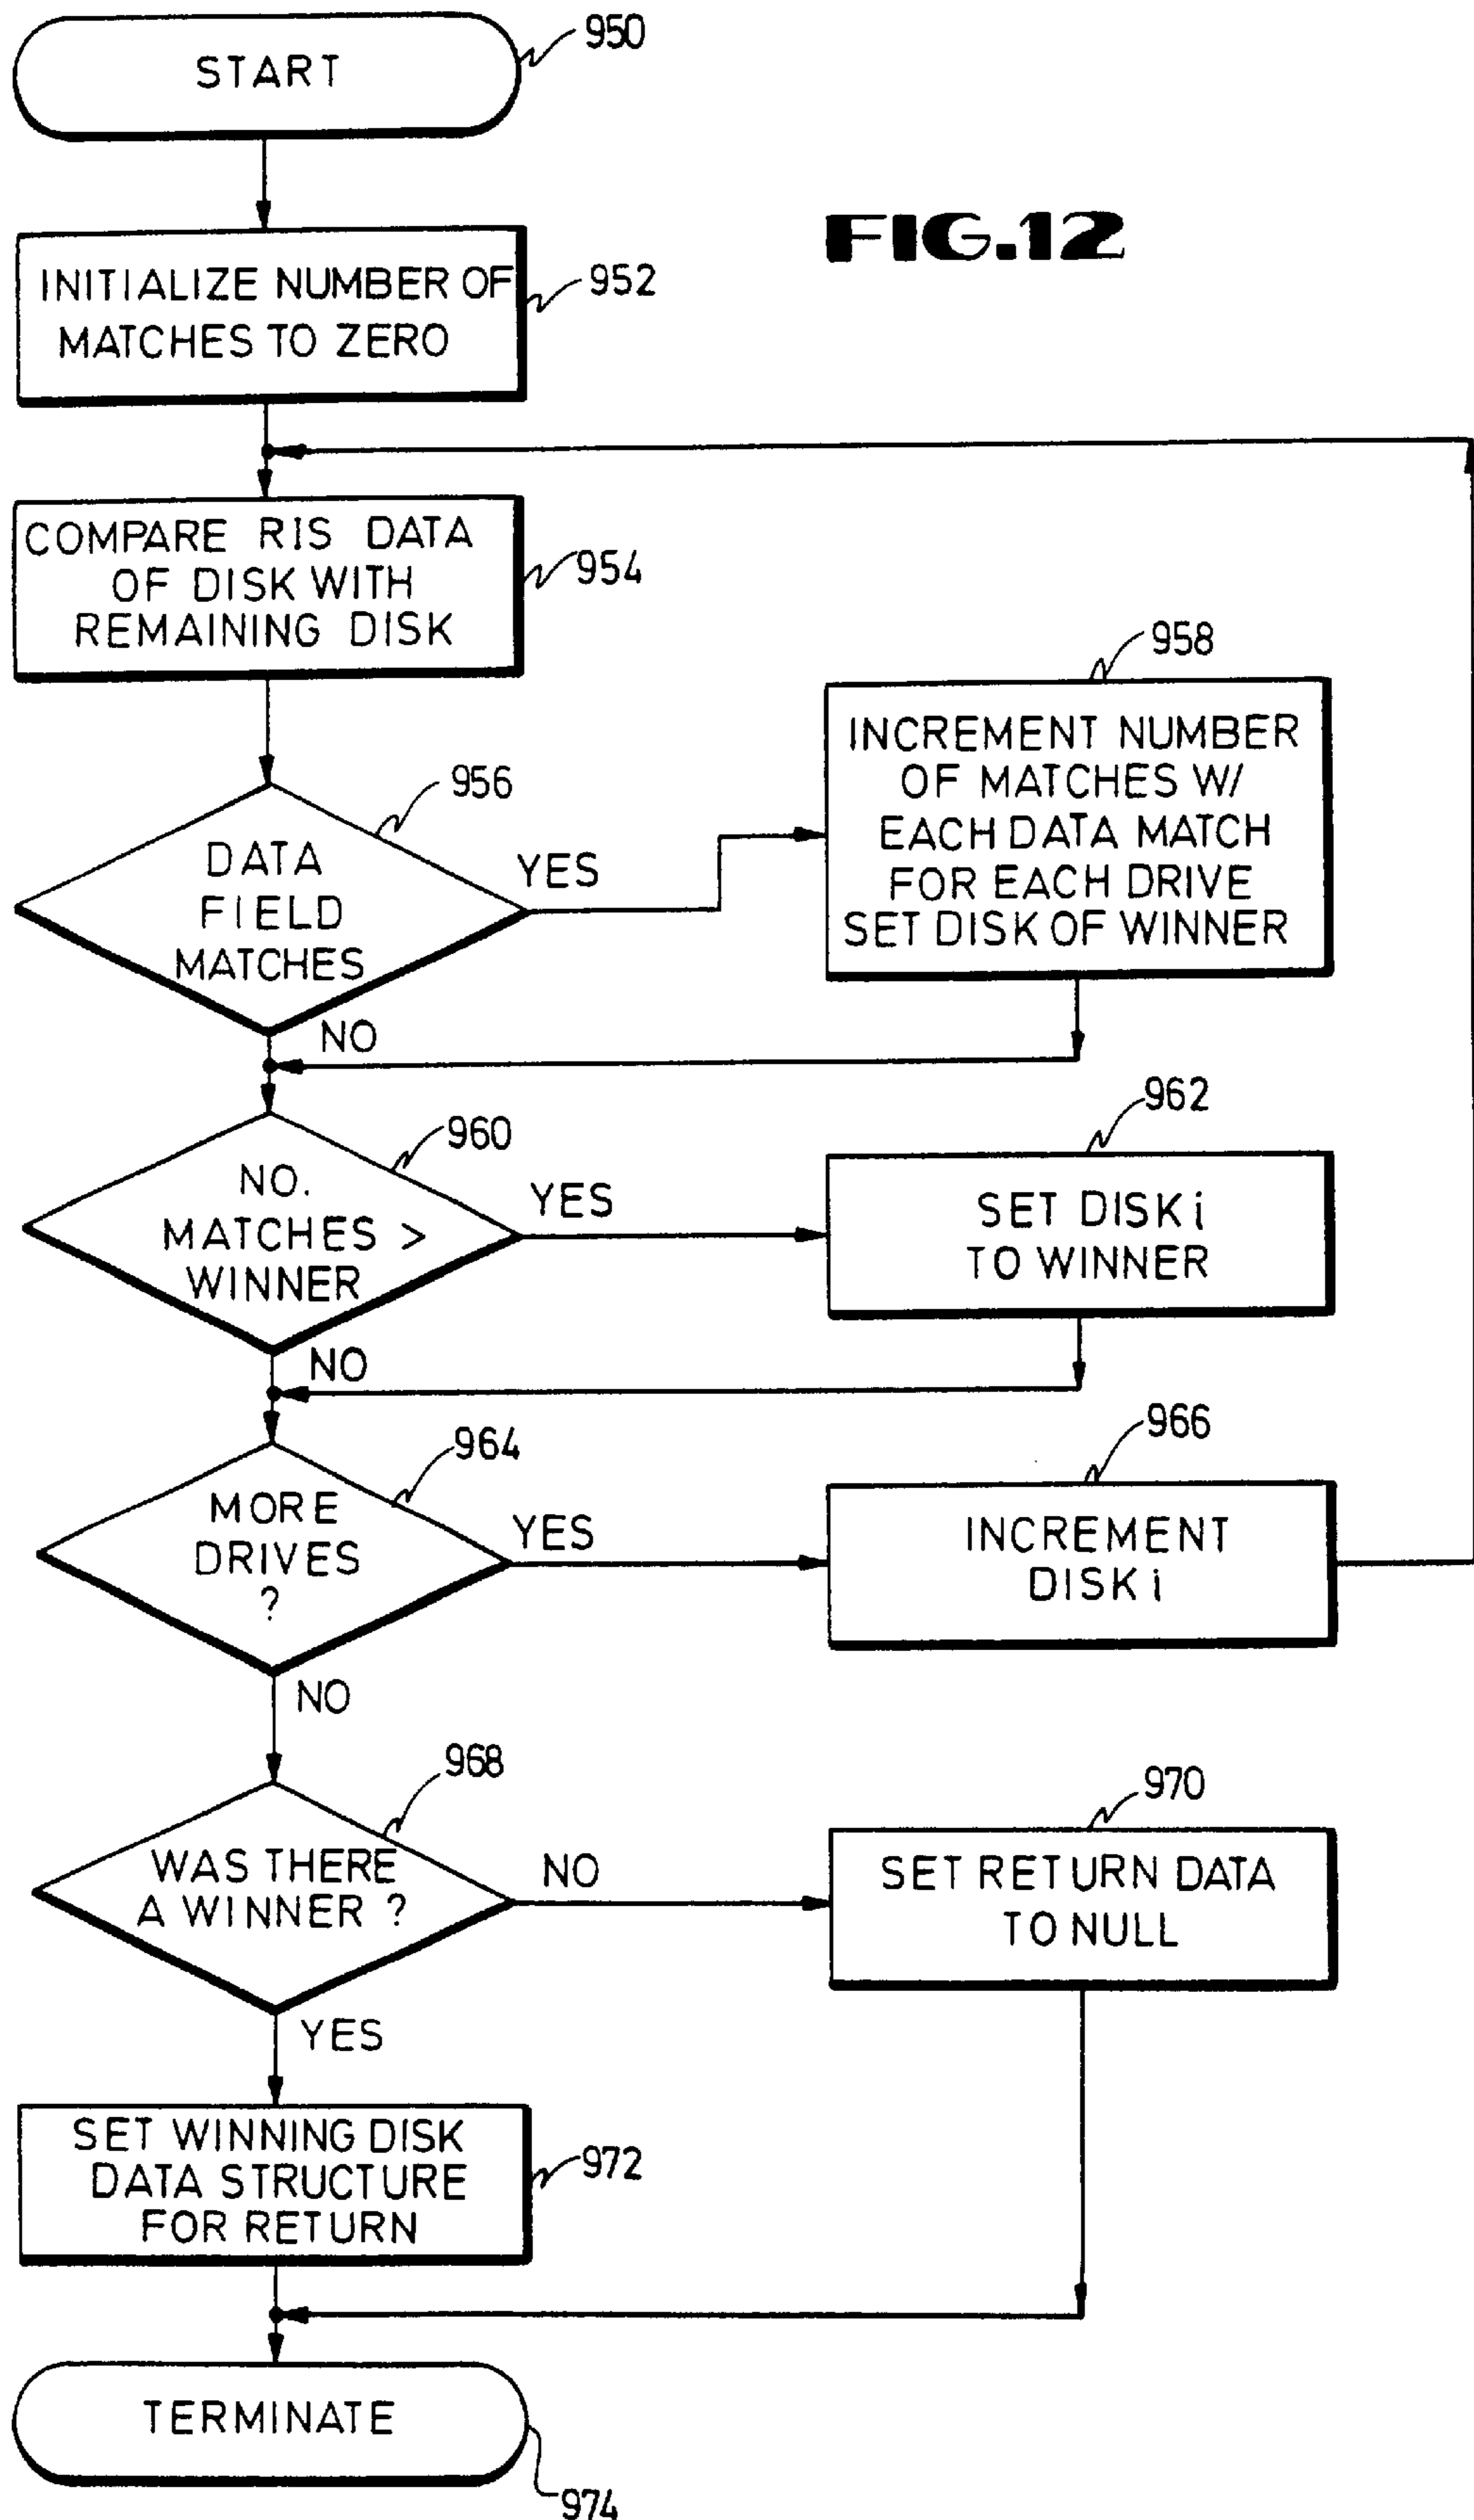 START
950
FIG.12
INITIALIZE NUMBER OF
MATCHES TO ZERO
952
COMPARE RIS DATA
OF DISK WITH
REMAINING DISK
954
DATA
FIELD
MATCHES
956
YES
NO
958
INCREMENT NUMBER
OF MATCHES W/
EACH DATA MATCH
FOR EACH DRIVE
SET DISK OF WINNER
NO.
MATCHES >
WINNER
960
YES
NO
962
SET DISK i
TO WINNER
MORE
DRIVES
?
964
YES
NO
966
INCREMENT
DISK i
WAS THERE
A WINNER ?
968
NO
YES
970
SET RETURN DATA
TO NULL
SET WINNING DISK
DATA STRUCTURE
FOR RETURN
972
TERMINATE
974